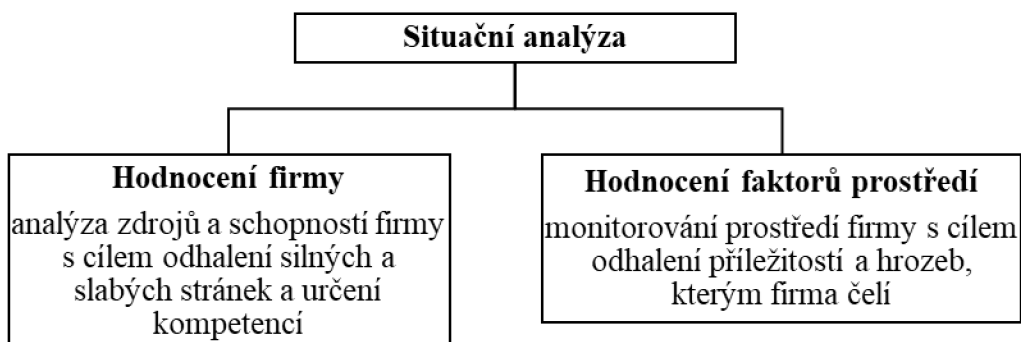 Situační analýza
Hodnocení firmy
analýza zdrojů a schopností firmy
s cílem odhalení silných a
slabých stránek a určení
kompetencí
Hodnocení faktorů prostředí
monitorování prostředí firmy s cílem
odhalení příležitostí a hrozeb,
kterým firma čelí